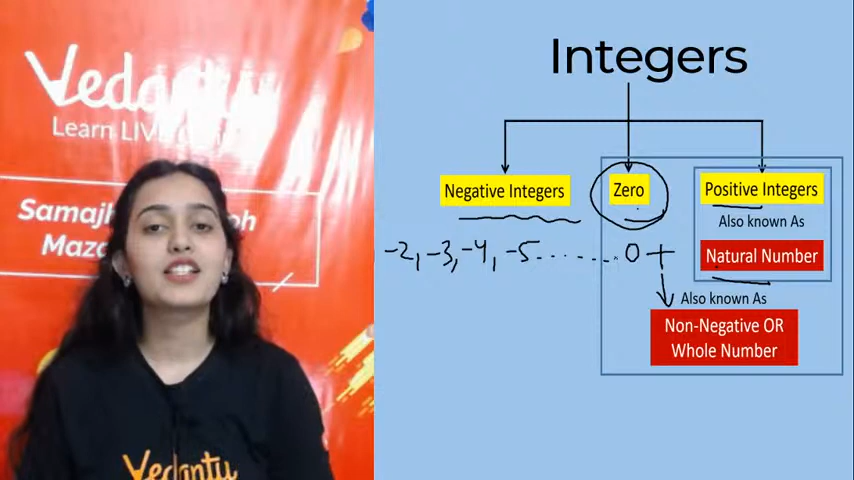 Vedantu
Learn LIVE
Samajh
oh
Maza
Vedantu
Integers
Negative Integers
Zero
Positive Integers
Also known As
-2, -3, -4, -5........ 0 +
Natural Number
Also known As
Non-Negative OR
Whole Number